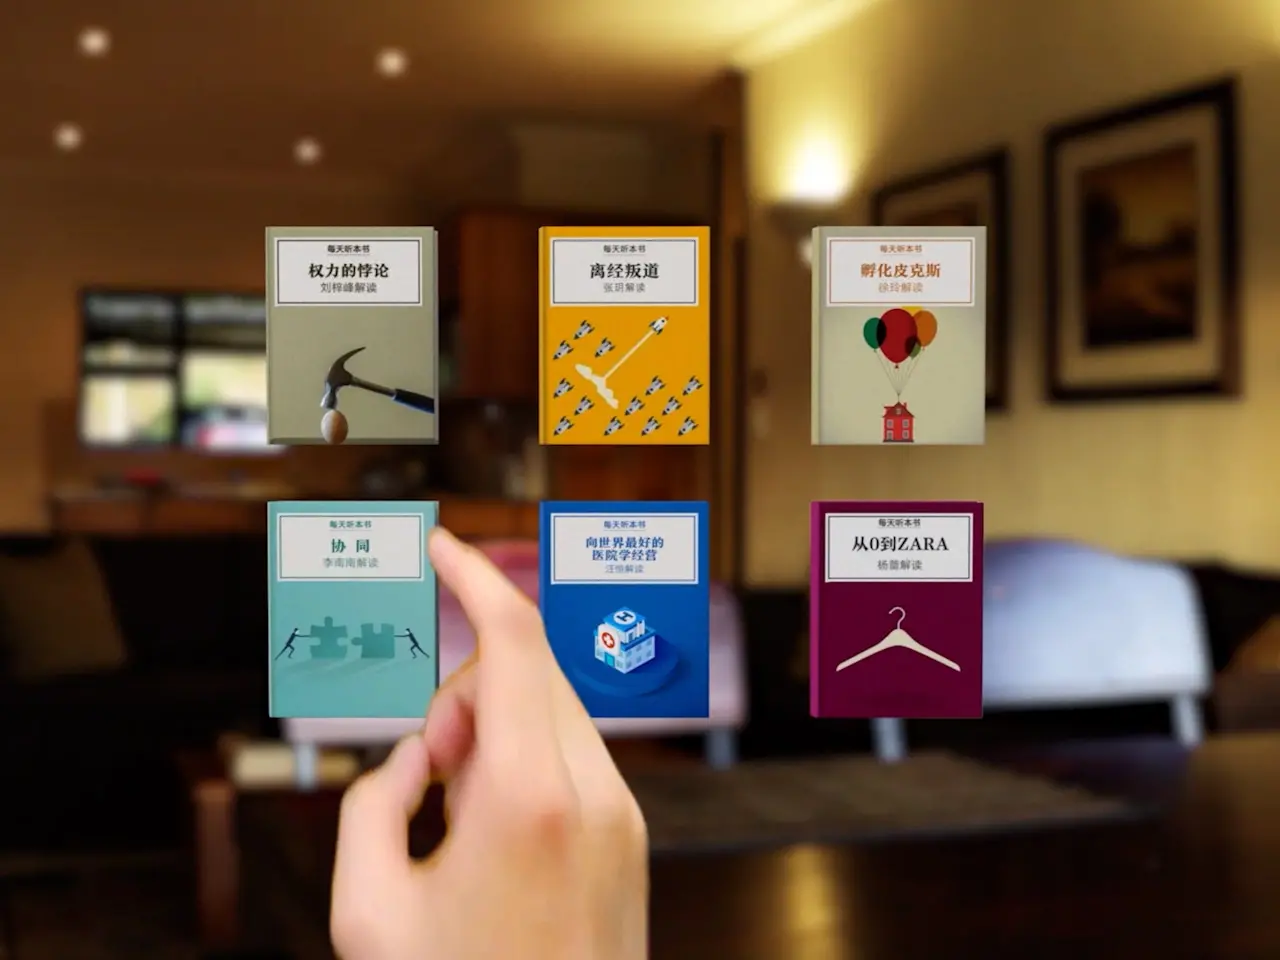 每天听本书
权力的悖论
刘梓峰解读
每天听本书
离经叛道
张玥解读
每天听本书
孵化皮克斯
徐玲解读
每天听本书
协 同
李南南解读
每天听本书
向世界最好的
医院学经营
汪恒解读
每天听本书
从0到ZARA
杨蕾解读